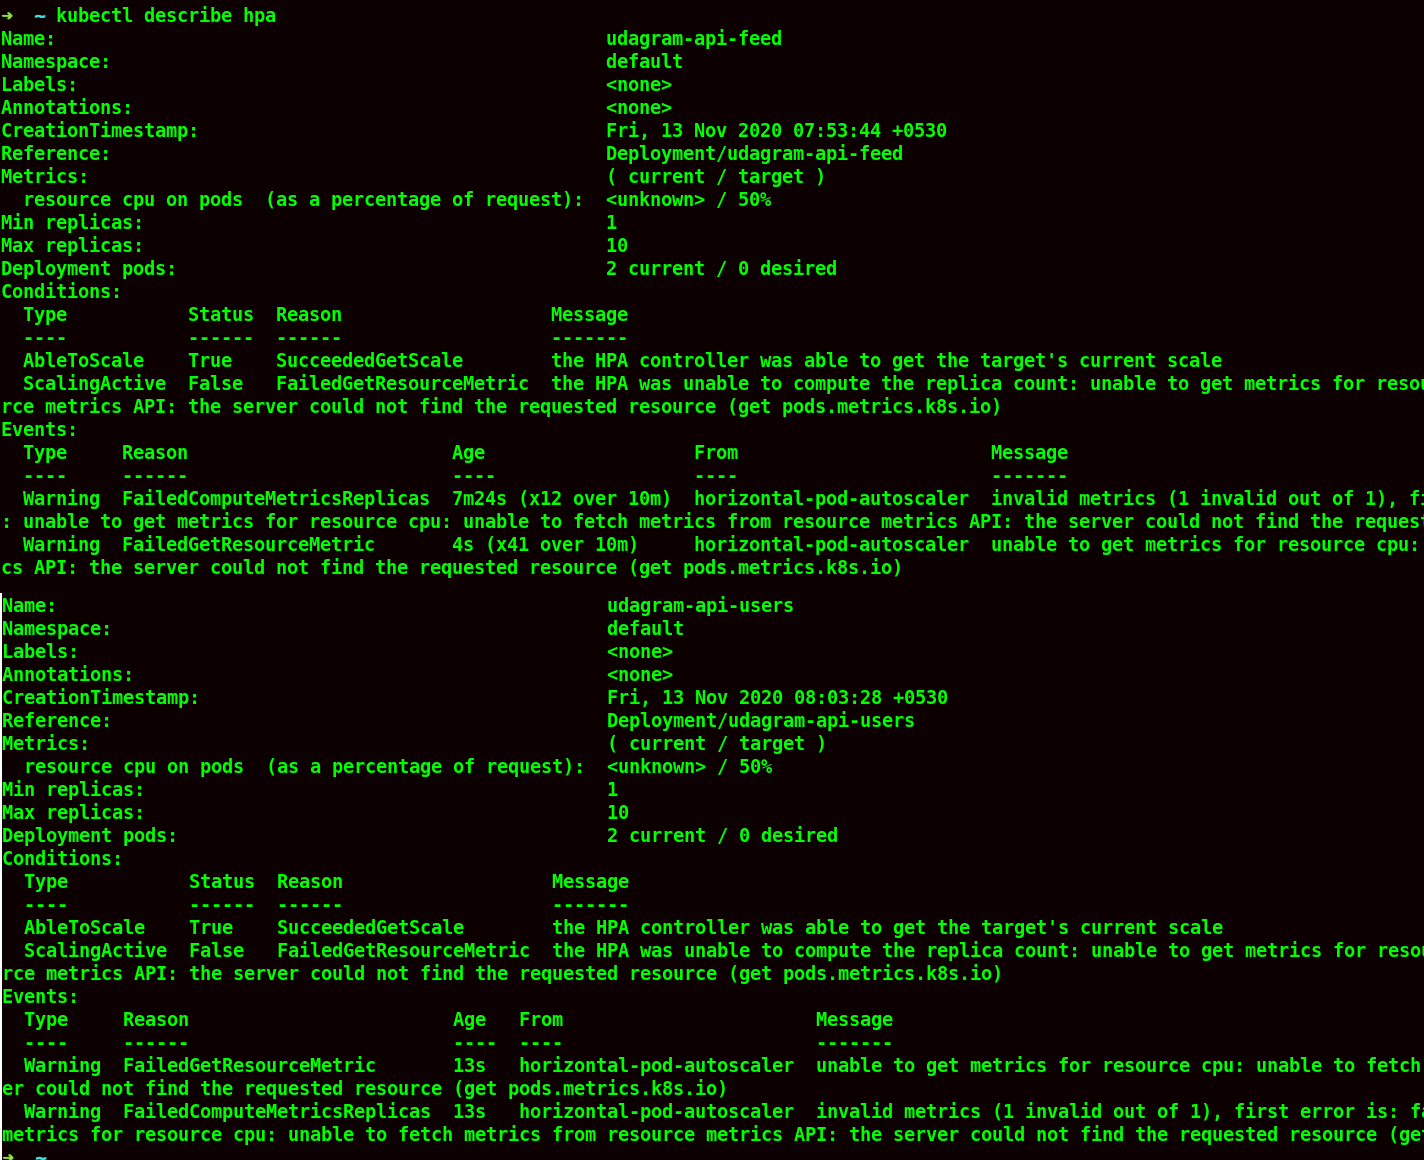 ➜  ~ kubectl describe hpa
Name:                                                  udagram-api-feed
Namespace:                                             default
Labels:                                                <none>
Annotations:                                           <none>
CreationTimestamp:                                     Fri, 13 Nov 2020 07:53:44 +0530
Reference:                                             Deployment/udagram-api-feed
Metrics:                                               ( current / target )
  resource cpu on pods  (as a percentage of request):  <unknown> / 50%
Min replicas:                                          1
Max replicas:                                          10
Deployment pods:                                       2 current / 0 desired
Conditions:
  Type           Status  Reason                   Message
  ----           ------  ------                   -------
  AbleToScale    True    SucceededGetScale        the HPA controller was able to get the target's current scale
  ScalingActive  False   FailedGetResourceMetric  the HPA was unable to compute the replica count: unable to get metrics for resou
rce metrics API: the server could not find the requested resource (get pods.metrics.k8s.io)
Events:
  Type     Reason                        Age                   From                       Message
  ----     ------                        ----                  ----                       -------
  Warning  FailedComputeMetricsReplicas  7m24s (x12 over 10m)  horizontal-pod-autoscaler  invalid metrics (1 invalid out of 1), fi
: unable to get metrics for resource cpu: unable to fetch metrics from resource metrics API: the server could not find the request
  Warning  FailedGetResourceMetric       4s (x41 over 10m)     horizontal-pod-autoscaler  unable to get metrics for resource cpu:
cs API: the server could not find the requested resource (get pods.metrics.k8s.io)
Name:                                                  udagram-api-users
Namespace:                                             default
Labels:                                                <none>
Annotations:                                           <none>
CreationTimestamp:                                     Fri, 13 Nov 2020 08:03:28 +0530
Reference:                                             Deployment/udagram-api-users
Metrics:                                               ( current / target )
  resource cpu on pods  (as a percentage of request):  <unknown> / 50%
Min replicas:                                          1
Max replicas:                                          10
Deployment pods:                                       2 current / 0 desired
Conditions:
  Type           Status  Reason                   Message
  ----           ------  ------                   -------
  AbleToScale    True    SucceededGetScale        the HPA controller was able to get the target's current scale
  ScalingActive  False   FailedGetResourceMetric  the HPA was unable to compute the replica count: unable to get metrics for resou
rce metrics API: the server could not find the requested resource (get pods.metrics.k8s.io)
Events:
  Type     Reason                        Age   From                       Message
  ----     ------                        ----  ----                       -------
  Warning  FailedGetResourceMetric       13s   horizontal-pod-autoscaler  unable to get metrics for resource cpu: unable to fetch
er could not find the requested resource (get pods.metrics.k8s.io)
  Warning  FailedComputeMetricsReplicas  13s   horizontal-pod-autoscaler  invalid metrics (1 invalid out of 1), first error is: fa
metrics for resource cpu: unable to fetch metrics from resource metrics API: the server could not find the requested resource (get
➜  ~